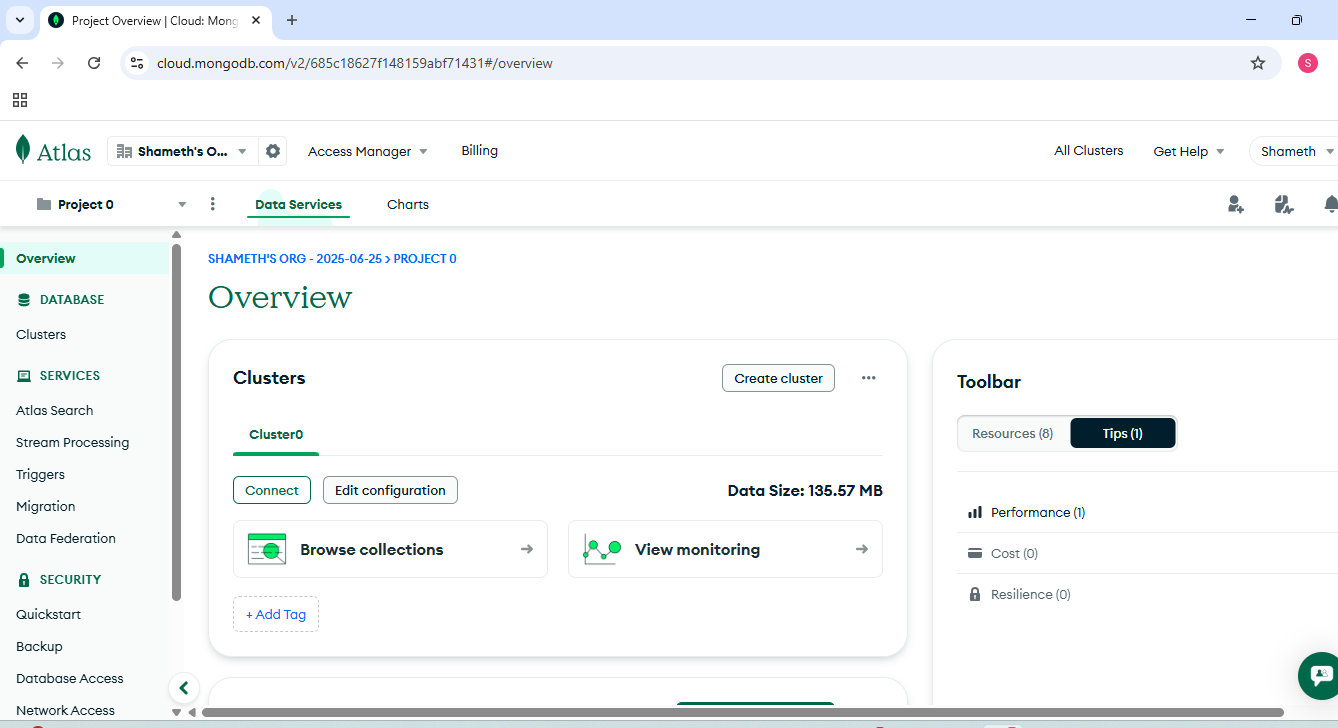 Project Overview | Cloud: Mong
cloud.mongodb.com/v2/685c18627f148159abf71431#/overview
S
Atlas
Shameth's O...
Access Manager
Billing
All Clusters
Get Help
Shameth
Project 0
Data Services
Charts
Overview
DATABASE
Clusters
SERVICES
Atlas Search
Stream Processing
Triggers
Migration
Data Federation
SECURITY
Quickstart
Backup
Database Access
Network Access
SHAMETH'S ORG - 2025-06-25 > PROJECT 0
Overview
Clusters
Create cluster
Cluster0
Connect
Edit configuration
Data Size: 135.57 MB
Browse collections
View monitoring
+ Add Tag
Toolbar
Resources (8)
Tips (1)
Performance (1)
Cost (0)
Resilience (0)